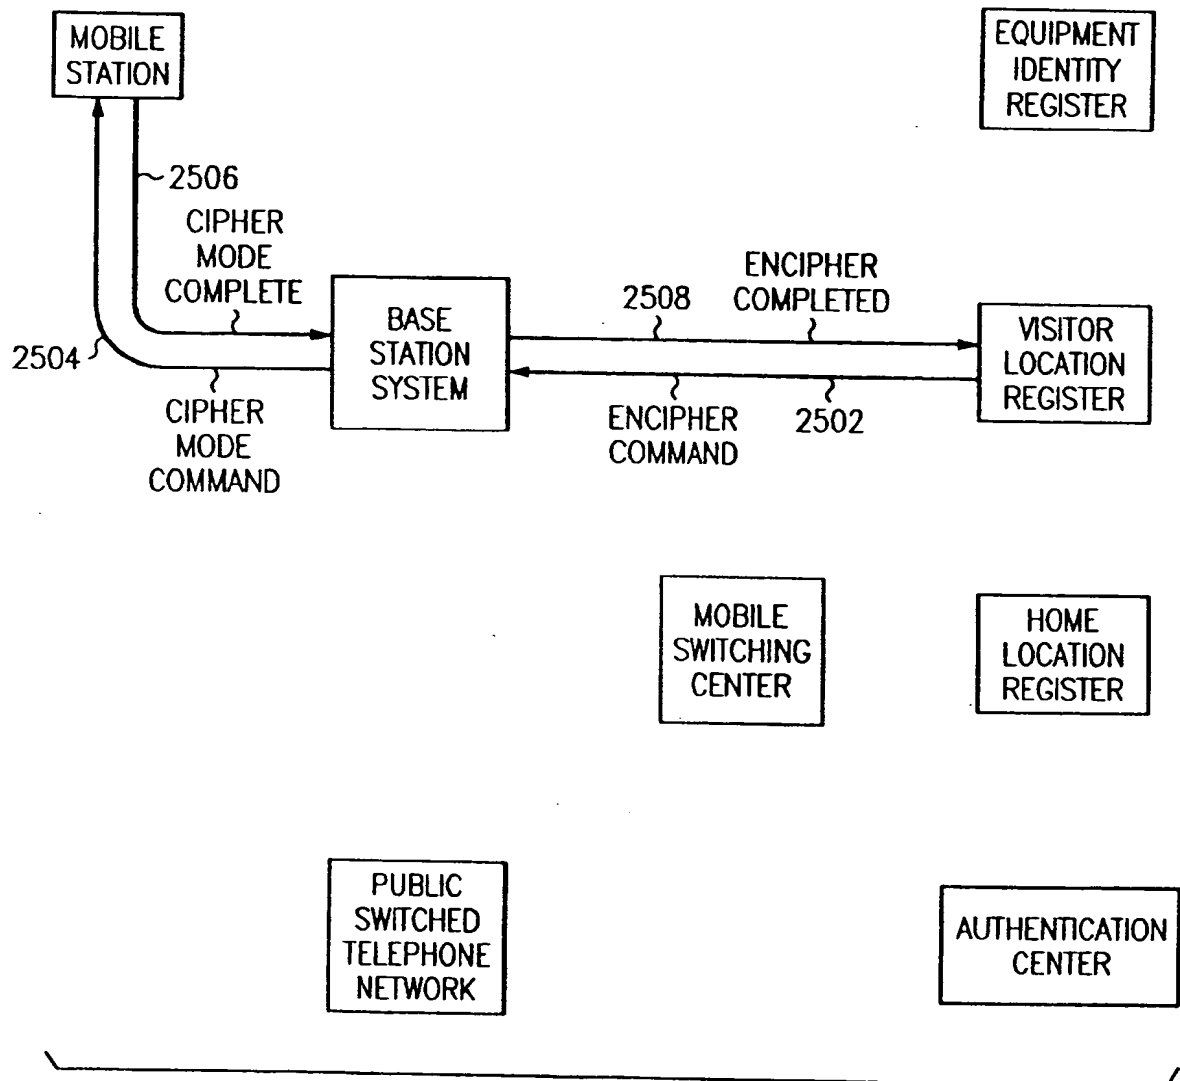 MOBILE
STATION
EQUIPMENT
IDENTITY
REGISTER
2506
CIPHER
MODE
COMPLETE
2504
CIPHER
MODE
COMMAND
BASE
STATION
SYSTEM
2508
ENCIPHER
COMPLETED
ENCIPHER
COMMAND
2502
VISITOR
LOCATION
REGISTER
MOBILE
SWITCHING
CENTER
HOME
LOCATION
REGISTER
PUBLIC
SWITCHED
TELEPHONE
NETWORK
AUTHENTICATION
CENTER